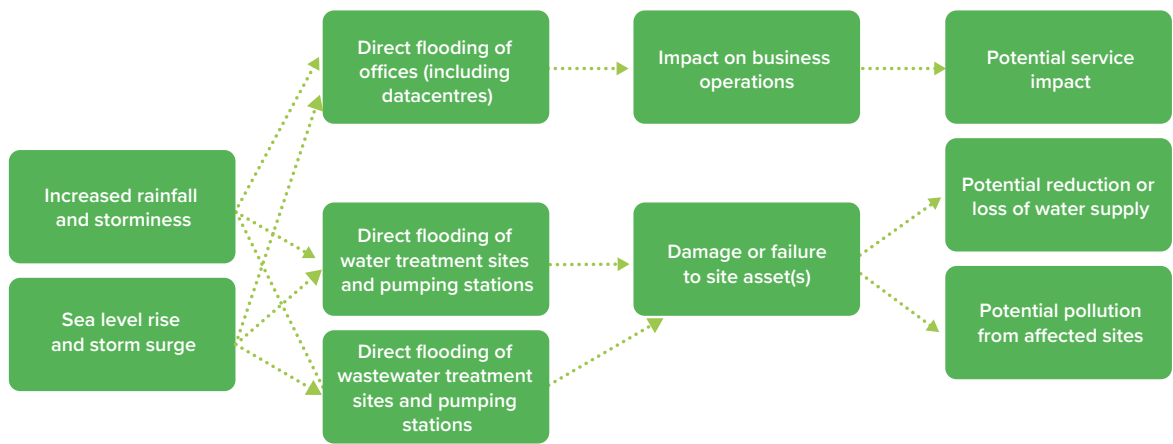 Increased rainfall
and storminess
Sea level rise
and storm surge
Direct flooding of
offices (including
datacentres)
Direct flooding of
water treatment sites
and pumping stations
Direct flooding of
wastewater treatment
sites and pumping
stations
Impact on business
operations
Damage or failure
to site asset(s)
Potential service
impact
Potential reduction or
loss of water supply
Potential pollution
from affected sites